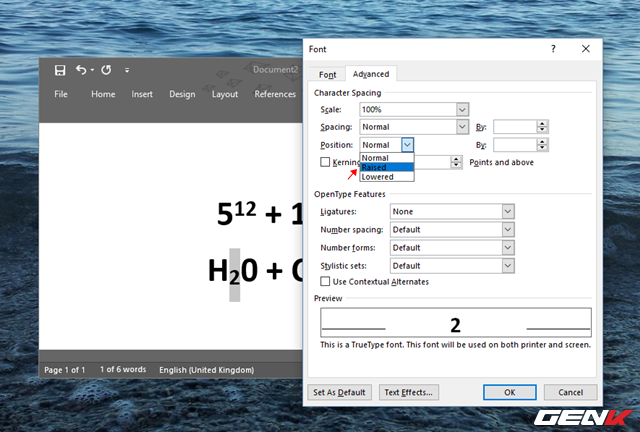 Document2
File Home Insert Design Layout References
5¹² + 1
H₂0 + C
Page 1 of 1 1 of 6 words English (United Kingdom)
Font ?
Font Advanced
Character Spacing
Scale: 100%
Spacing: Normal By:
Position: Normal By:
Normal
Raised
Lowered
Kerning Points and above
OpenType Features
Ligatures: None
Number spacing: Default
Number forms: Default
Stylistic sets: Default
Use Contextual Alternates
Preview
2
This is a TrueType font. This font will be used on both printer and screen.
Set As Default Text Effects... OK Cancel
GENK